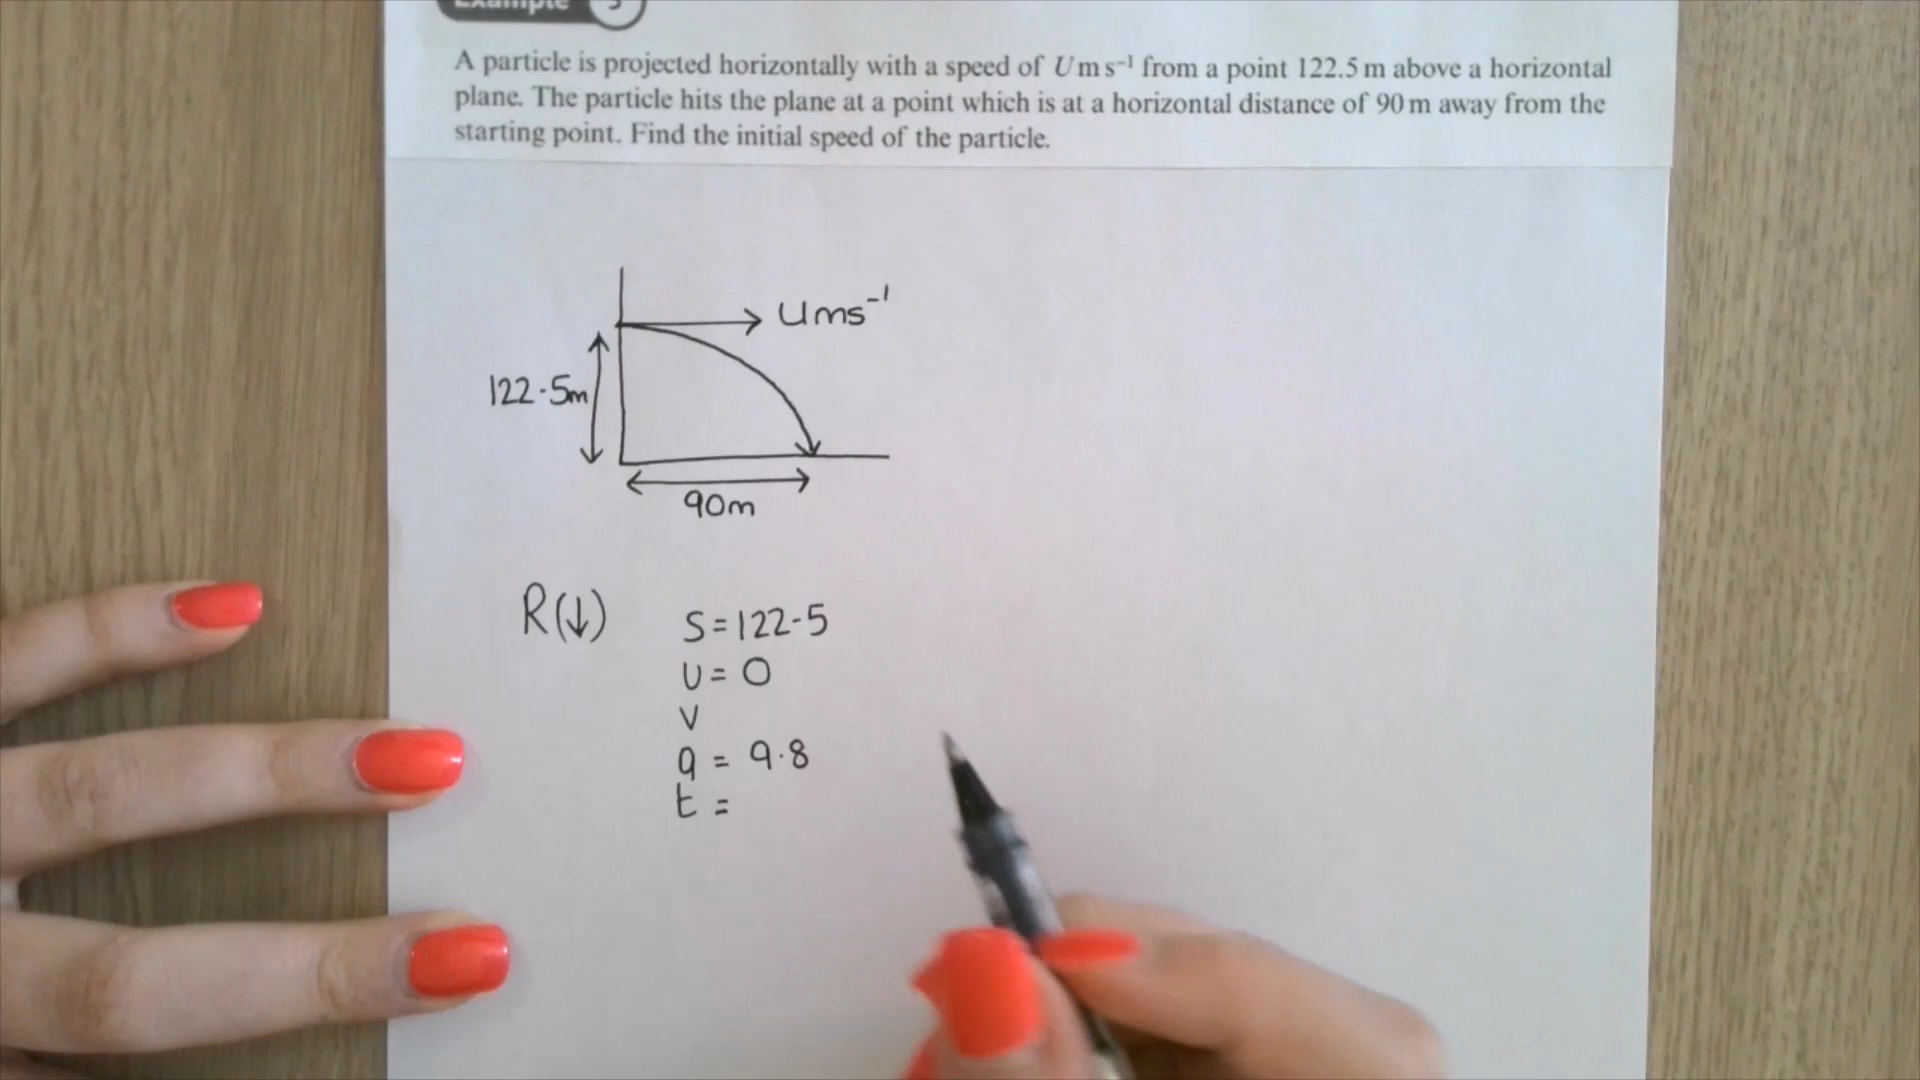 Example 3
A particle is projected horizontally with a speed of U m s⁻¹ from a point 122.5 m above a horizontal
plane. The particle hits the plane at a point which is at a horizontal distance of 90 m away from the
starting point. Find the initial speed of the particle.
Ums⁻¹
122.5m
90m
R(↓)
S = 122.5
U = 0
V
a = 9.8
t =